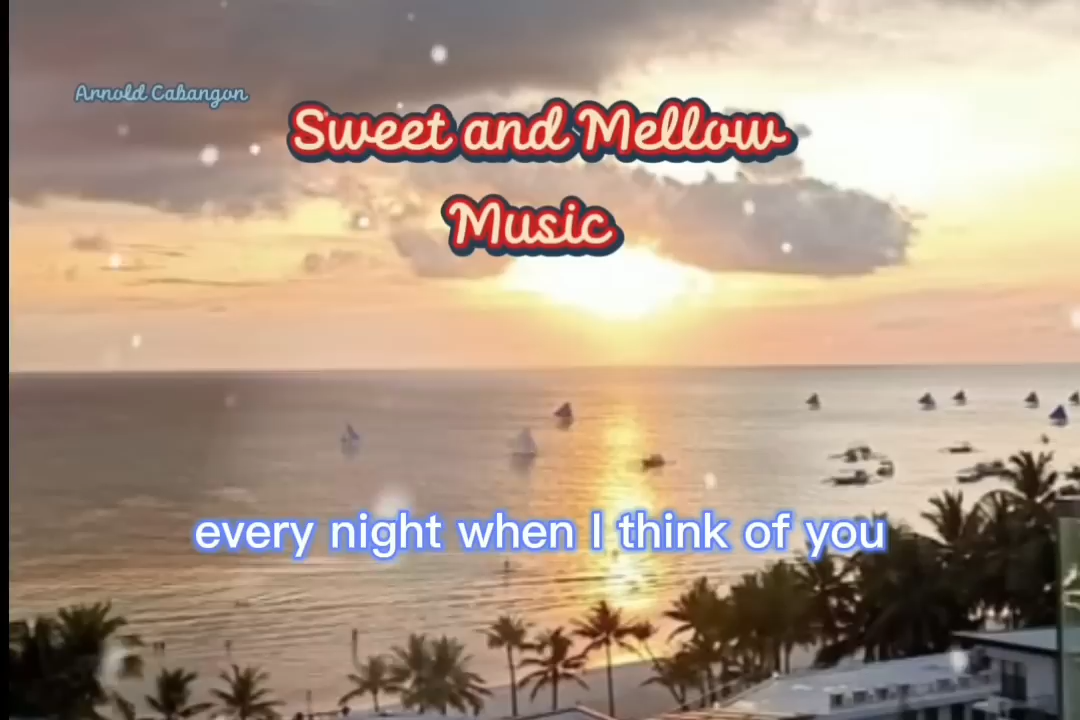 Arnold Cabangon
Sweet and Mellow
Music
every night when I think of you